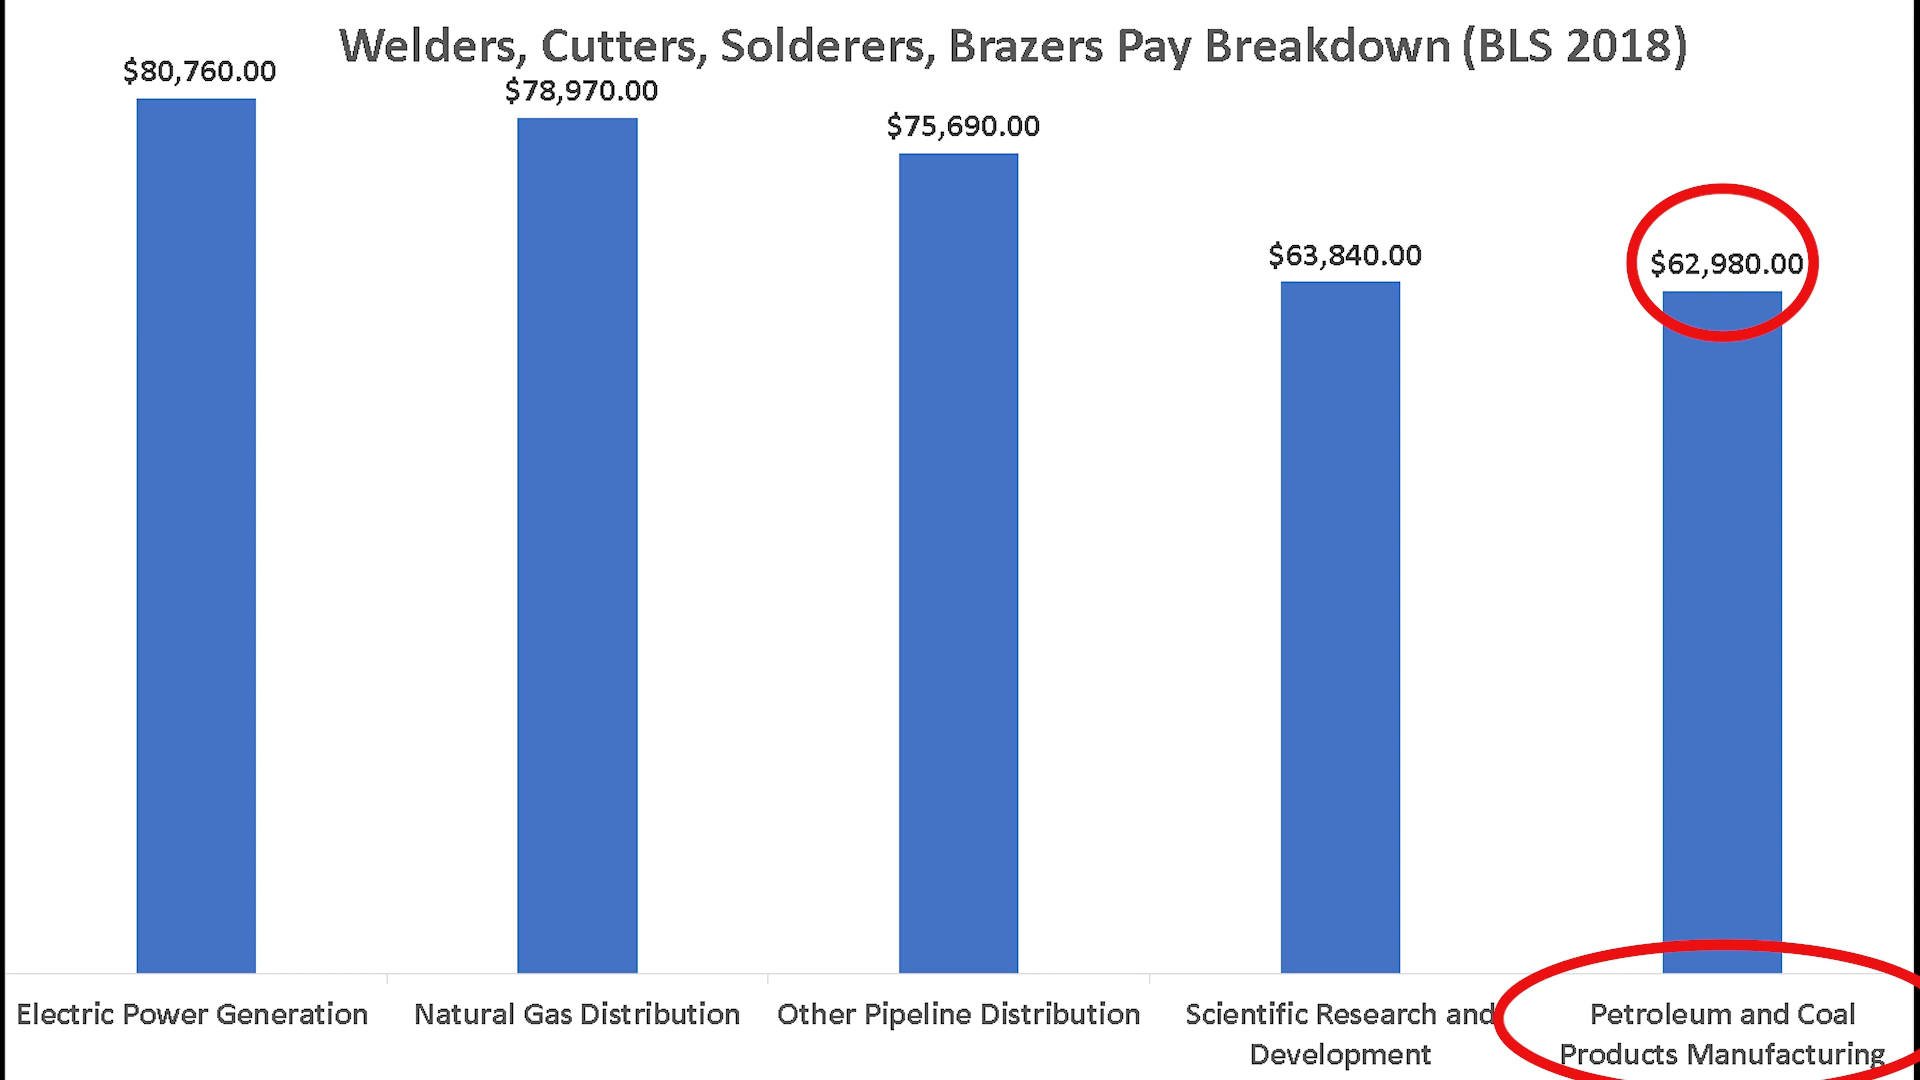 Welders, Cutters, Solderers, Brazers Pay Breakdown (BLS 2018)
$80,760.00
$78,970.00
$75,690.00
$63,840.00
$62,980.00
Electric Power Generation
Natural Gas Distribution
Other Pipeline Distribution
Scientific Research and
Development
Petroleum and Coal
Products Manufacturing